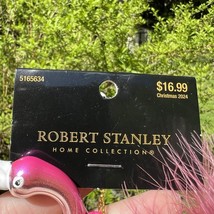 5165634
$16.99
Christmas 2024
ROBERT STANLEY
HOME COLLECTION®